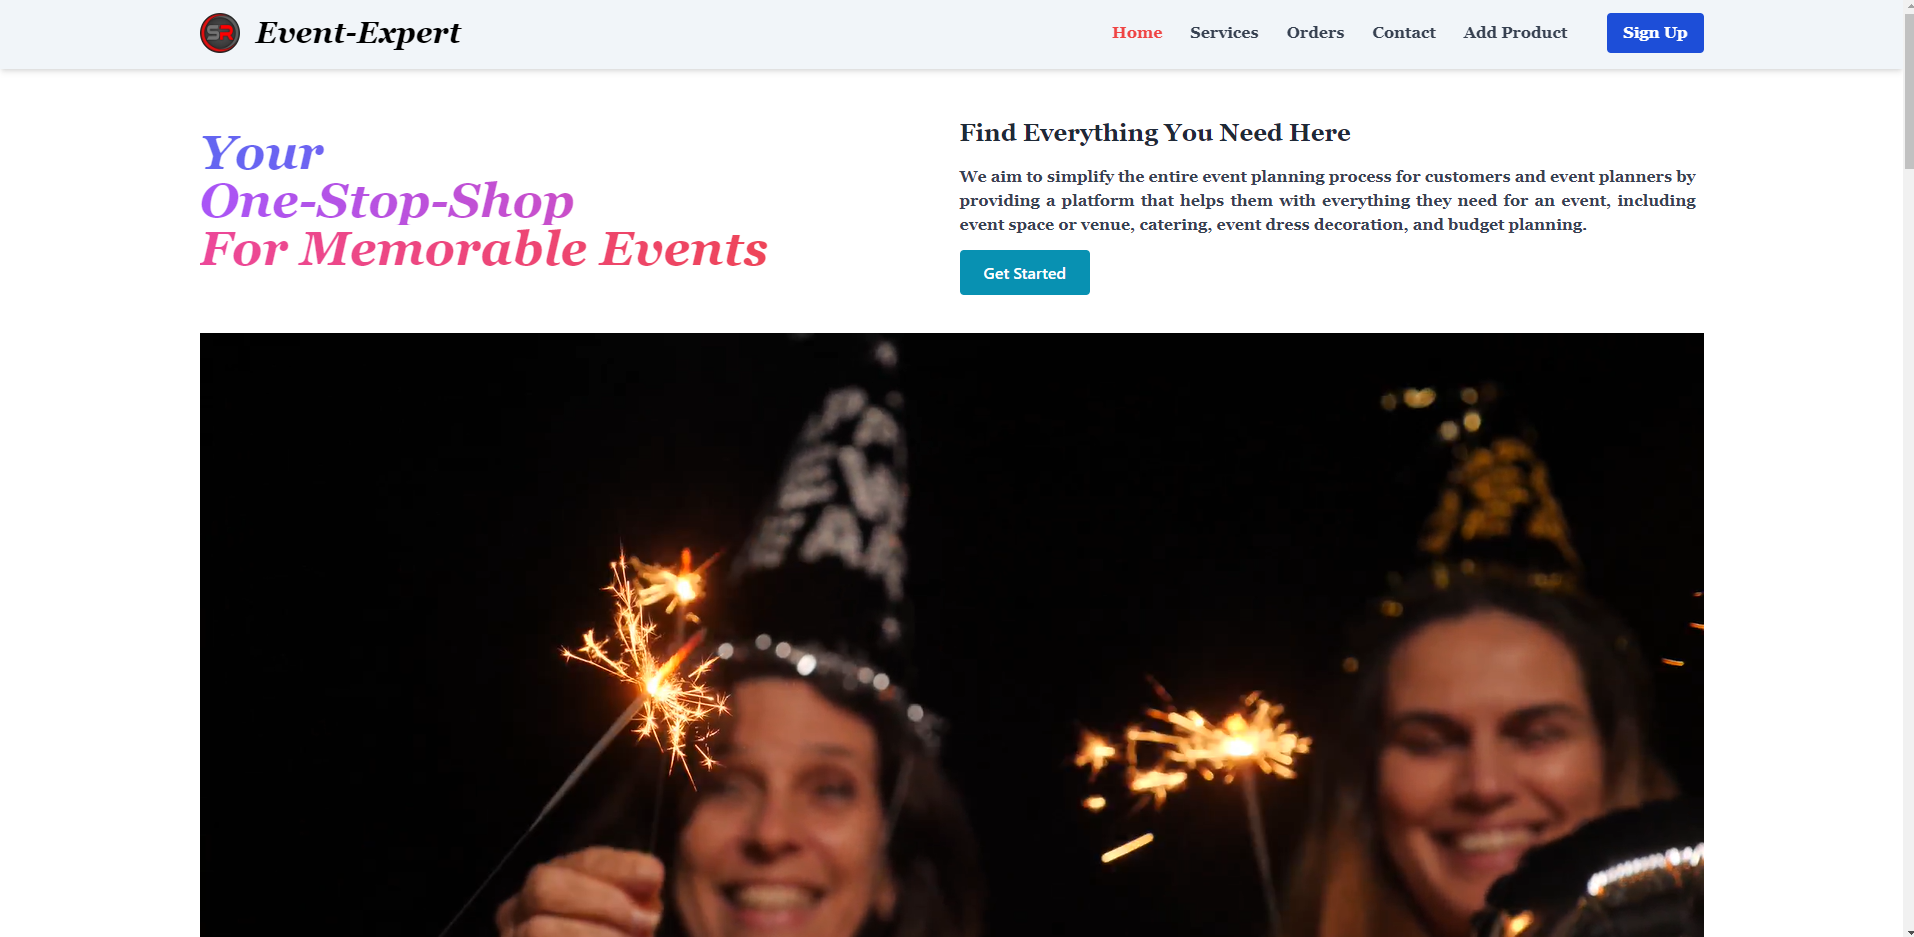 SR
Event-Expert
Home
Services
Orders
Contact
Add Product
Sign Up
Your
One-Stop-Shop
For Memorable Events
Find Everything You Need Here
We aim to simplify the entire event planning process for customers and event planners by
providing a platform that helps them with everything they need for an event, including
event space or venue, catering, event dress decoration, and budget planning.
Get Started